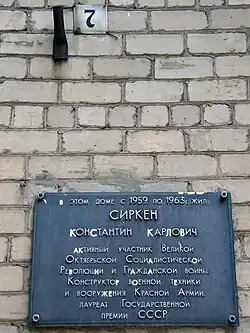 7
В ЭТОМ ДОМЕ С 1959 ПО 1963г. ЖИЛ
СИРКЕН
КОНСТАНТИН КАРЛОВИЧ
АКТИВНЫЙ УЧАСТНИК ВЕЛИКОЙ
ОКТЯБРЬСКОЙ СОЦИАЛИСТИЧЕСКОЙ
РЕВОЛЮЦИИ И ГРАЖДАНСКОЙ ВОЙНЫ.
КОНСТРУКТОР ВОЕННОЙ ТЕХНИКИ
И ВООРУЖЕНИЯ КРАСНОЙ АРМИИ,
ЛАУРЕАТ ГОСУДАРСТВЕННОЙ
ПРЕМИИ СССР